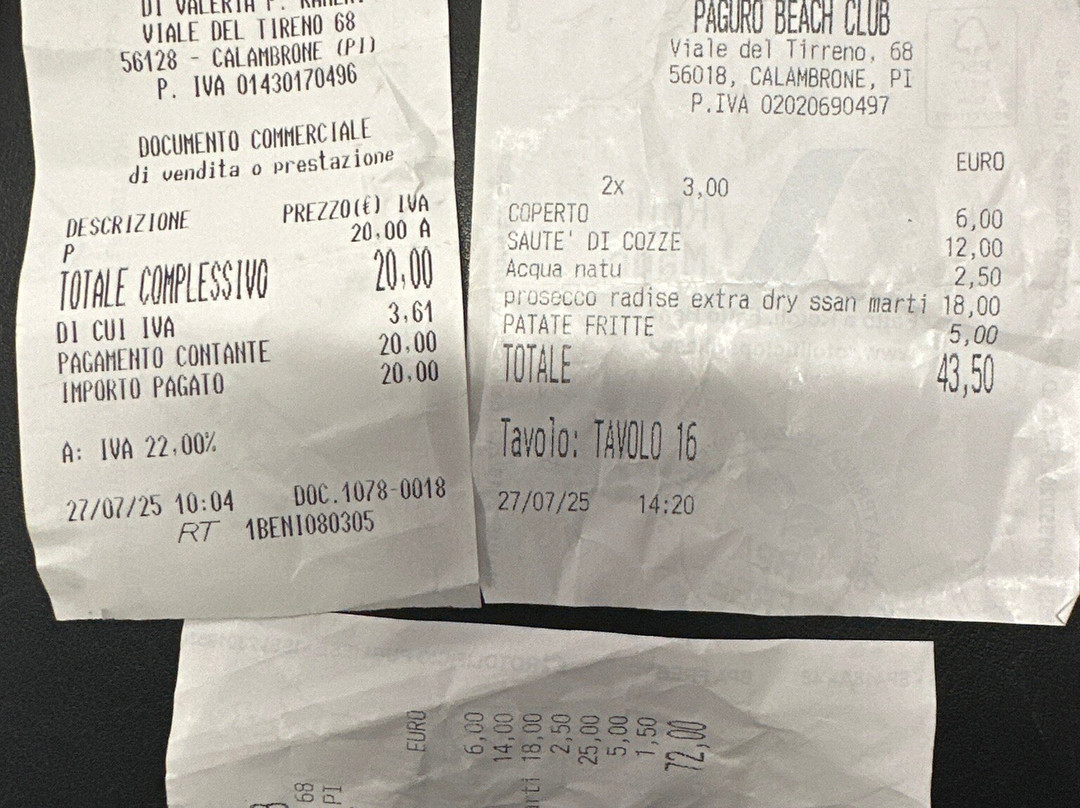 DI VALERIA P.
VIALE DEL TIRENO 68
56128 - CALAMBRONE (PI)
P. IVA 01430170496
DOCUMENTO COMMERCIALE
di vendita o prestazione
DESCRIZIONE PREZZO(€) IVA
P 20,00 A
TOTALE COMPLESSIVO 20,00
DI CUI IVA 3,61
PAGAMENTO CONTANTE 20,00
IMPORTO PAGATO 20,00
A: IVA 22,00%
27/07/25 10:04 DOC.1078-0018
RT 1BENI080305
PAGURO BEACH CLUB
Viale del Tirreno, 68
56018, CALAMBRONE, PI
P.IVA 02020690497
EURO
2x 3,00
COPERTO 6,00
SAUTE' DI COZZE 12,00
Acqua natu 2,50
prosecco radise extra dry ssan marti 18,00
PATATE FRITTE 5,00
TOTALE 43,50
Tavolo: TAVOLO 16
27/07/25 14:20
68
PI
EURO
6,00
14,00
rti 18,00
2,50
25,00
5,00
1,50
72,00